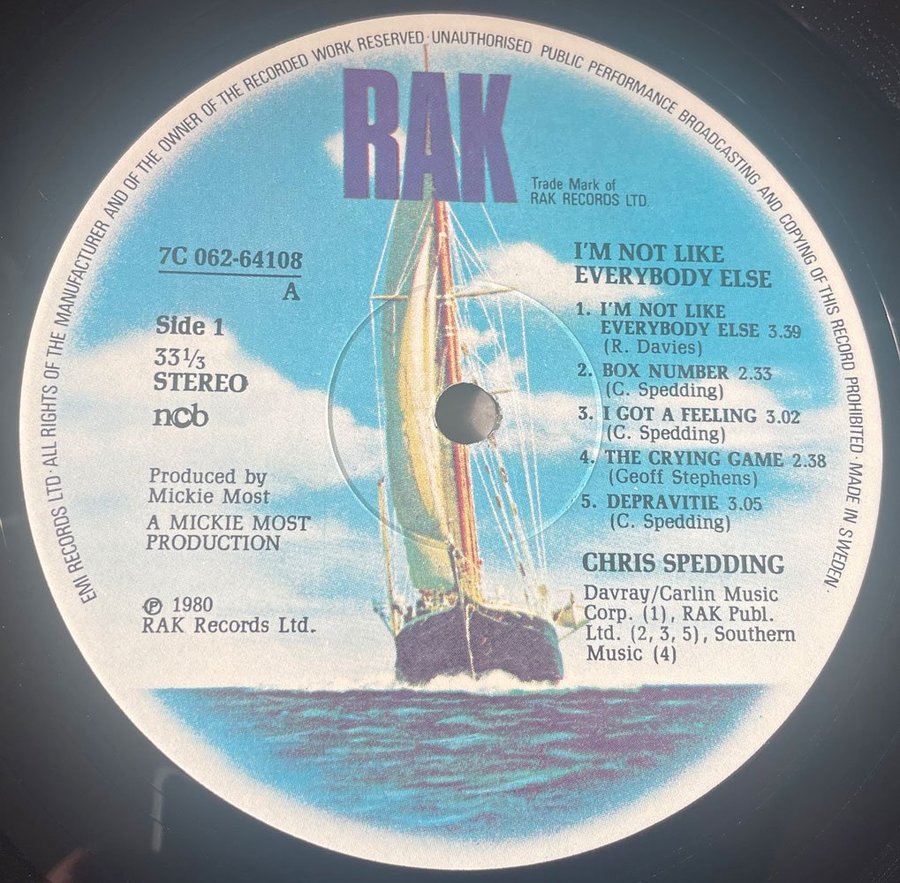 EMI RECORDS LTD · ALL RIGHTS OF THE MANUFACTURER AND OF THE OWNER OF THE RECORDED WORK RESERVED · UNAUTHORISED PUBLIC PERFORMANCE BROADCASTING AND COPYING OF THIS RECORD PROHIBITED · MADE IN SWEDEN ·
RAK
Trade Mark of
RAK RECORDS LTD.
7C 062-64108
A
Side 1
33 1/3
STEREO
ncb
Produced by
Mickie Most
A MICKIE MOST
PRODUCTION
℗ 1980
RAK Records Ltd.
I'M NOT LIKE
EVERYBODY ELSE
1. I'M NOT LIKE
EVERYBODY ELSE 3.39
(R. Davies)
2. BOX NUMBER 2.33
(C. Spedding)
3. I GOT A FEELING 3.02
(C. Spedding)
4. THE CRYING GAME 2.38
(Geoff Stephens)
5. DEPRAVITIE 3.05
(C. Spedding)
CHRIS SPEDDING
Davray/Carlin Music
Corp. (1), RAK Publ.
Ltd. (2, 3, 5), Southern
Music (4)